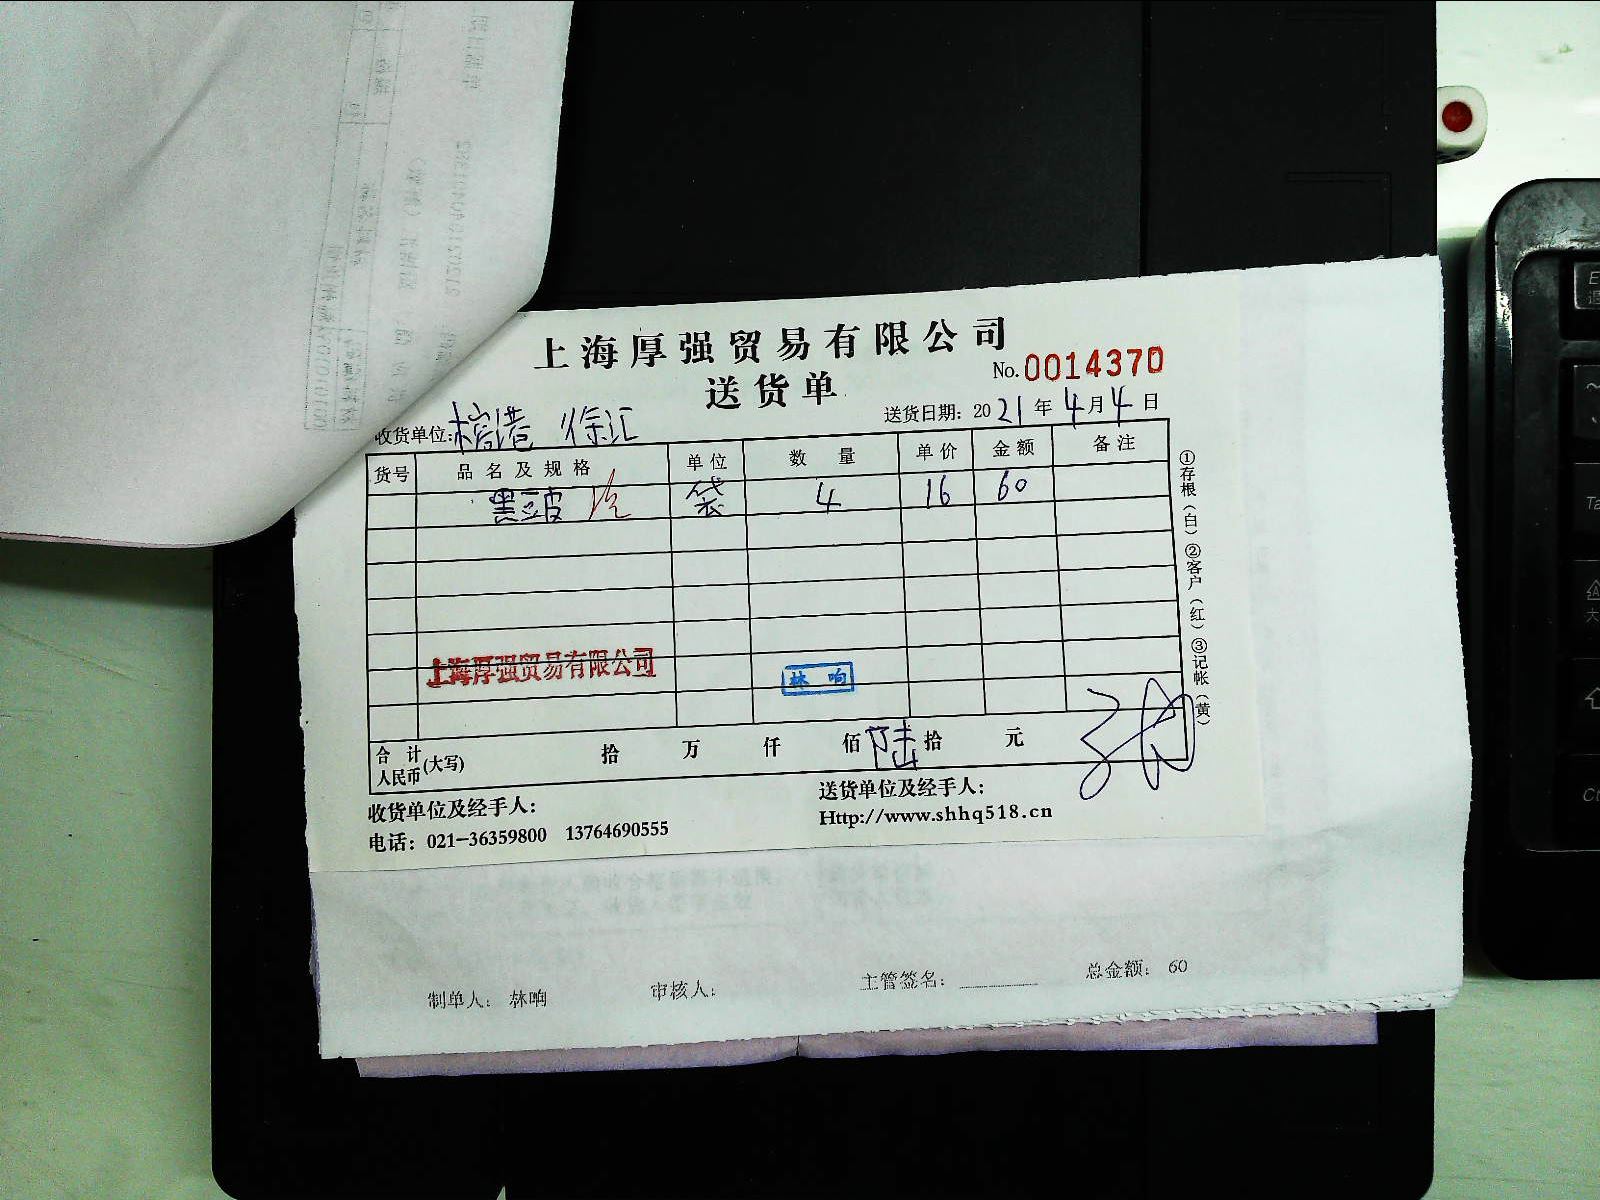 上海厚强贸易有限公司
No.0014370
送货单
收货单位: 徐汇
送货日期: 2021年4月4日
货号 品名及规格 单位 数量 单价 金额 备注
黑豆皮 袋 4 16 60
①存根(白)②客户(红)③记帐(黄)
上海厚强贸易有限公司
林响
合计人民币(大写) 拾 万 仟 佰 陆拾 元
收货单位及经手人:
送货单位及经手人:
电话: 021-36359800 13764690555
Http://www.shhq518.cn
制单人: 林响 审核人: 主管签名: 总金额: 60